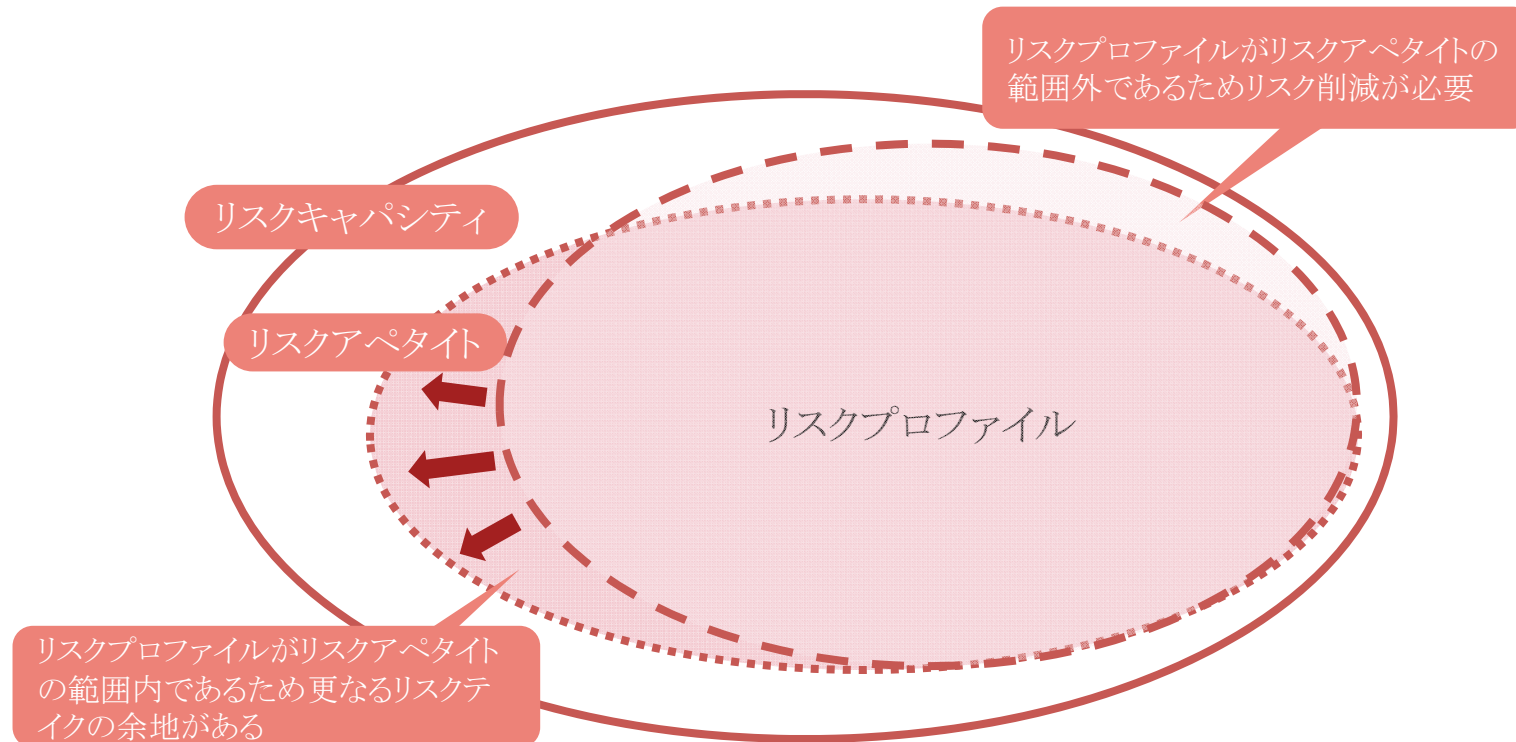 リスクプロファイルがリスクアペタイトの
範囲外であるためリスク削減が必要
リスクキャパシティ
リスクアペタイト
リスクプロファイル
リスクプロファイルがリスクアペタイト
の範囲内であるため更なるリスクテ
イクの余地がある